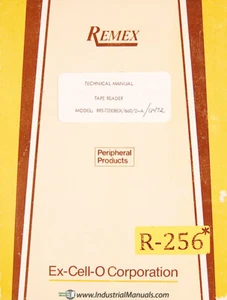 REMEX
TECHNICAL MANUAL
TAPE READER
MODEL:
Peripheral
Products
R-256*
Ex-Cell-O Corporation
www.IndustrialManuals.com